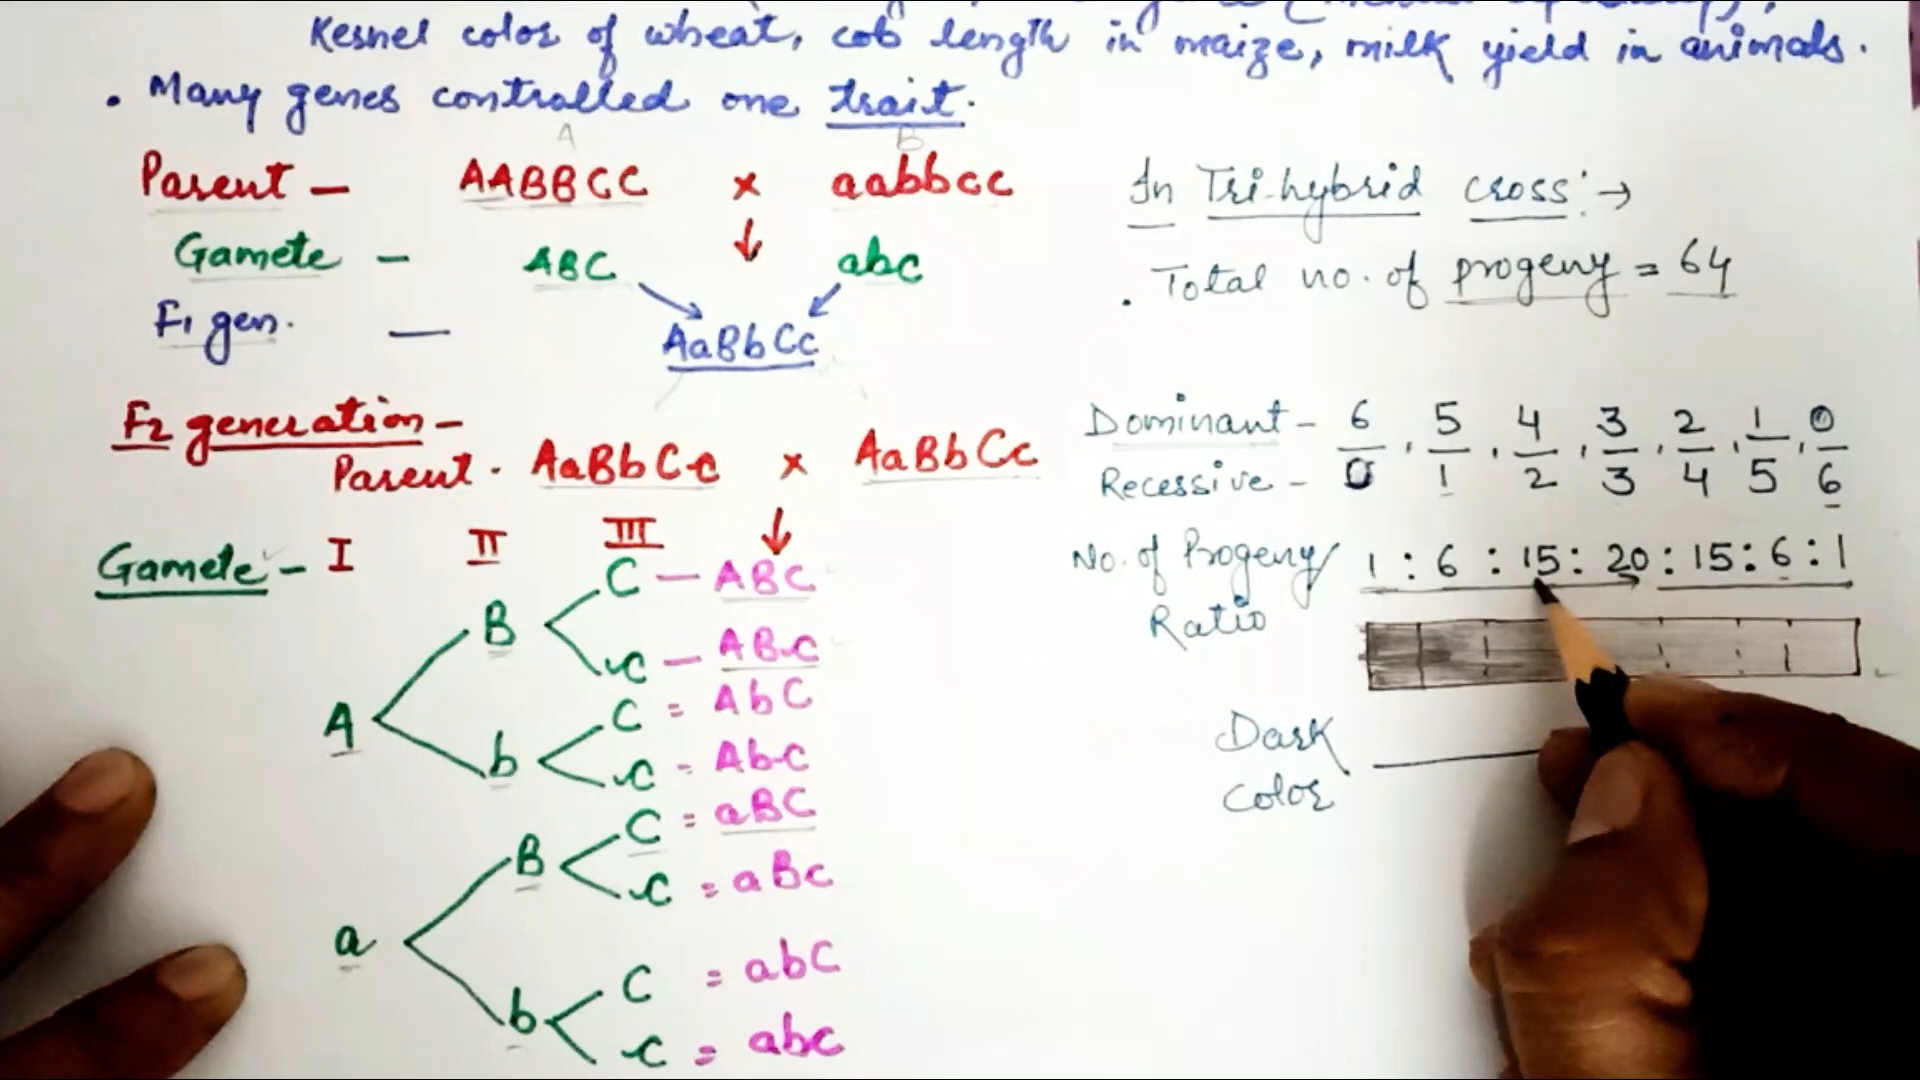 Kernel color of wheat, cob length in maize, milk yield in animals.
. Many genes controlled one trait.
A B
Parent - AABBCC x aabbcc
Gamete - ABC abc
F1 gen. — AaBbCc
F2 generation -
Parent. AaBbCc x AaBbCc
Gamete - I II III
C — ABC
B
c — ABc
A
C = AbC
b
c - Abc
C = aBC
B
c = aBc
a
C = abC
b
c = abc
In Tri-hybrid cross:→
. Total no. of progeny = 64
Dominant - 6 5 4 3 2 1 0
Recessive - 0 1 2 3 4 5 6
No. of Progeny/ 1 : 6 : 15 : 20 : 15 : 6 : 1
Ratio
Dark
color